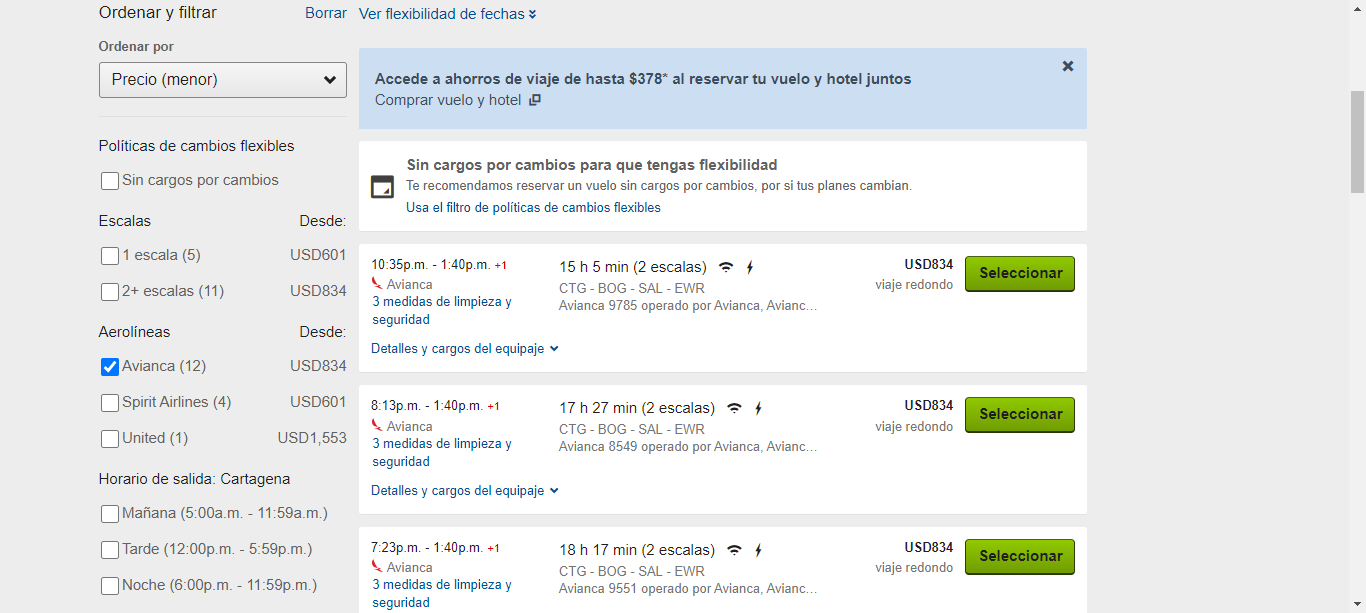 Ordenar y filtrar
Borrar
Ordenar por
Precio (menor)
Políticas de cambios flexibles
Sin cargos por cambios
Escalas Desde:
1 escala (5) USD601
2+ escalas (11) USD834
Aerolíneas Desde:
Avianca (12) USD834
Spirit Airlines (4) USD601
United (1) USD1,553
Horario de salida: Cartagena
Mañana (5:00a.m. - 11:59a.m.)
Tarde (12:00p.m. - 5:59p.m.)
Noche (6:00p.m. - 11:59p.m.)
Ver flexibilidad de fechas
Accede a ahorros de viaje de hasta $378* al reservar tu vuelo y hotel juntos
Comprar vuelo y hotel
Sin cargos por cambios para que tengas flexibilidad
Te recomendamos reservar un vuelo sin cargos por cambios, por si tus planes cambian.
Usa el filtro de políticas de cambios flexibles
10:35p.m. - 1:40p.m. +1
Avianca
3 medidas de limpieza y
seguridad
Detalles y cargos del equipaje
15 h 5 min (2 escalas)
CTG - BOG - SAL - EWR
Avianca 9785 operado por Avianca, Avianc...
USD834
viaje redondo
Seleccionar
8:13p.m. - 1:40p.m. +1
Avianca
3 medidas de limpieza y
seguridad
Detalles y cargos del equipaje
17 h 27 min (2 escalas)
CTG - BOG - SAL - EWR
Avianca 8549 operado por Avianca, Avianc...
USD834
viaje redondo
Seleccionar
7:23p.m. - 1:40p.m. +1
Avianca
3 medidas de limpieza y
seguridad
18 h 17 min (2 escalas)
CTG - BOG - SAL - EWR
Avianca 9551 operado por Avianca, Avianc...
USD834
viaje redondo
Seleccionar